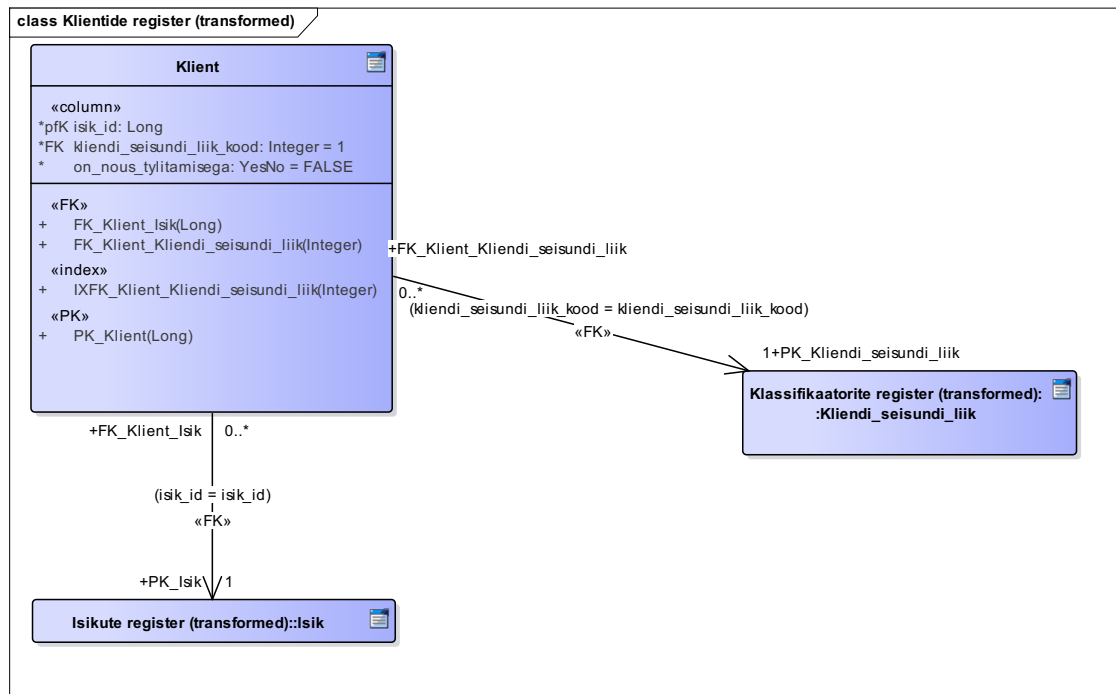 class Klientide register (transformed)
Klient
«column»
*pfK isik_id: Long
*FK kliendi_seisundi_liik_kood: Integer = 1
* on_nous_tylitamisega: YesNo = FALSE
«FK»
+ FK_Klient_Isik(Long)
+ FK_Klient_Kliendi_seisundi_liik(Integer)
«index»
+ IXFK_Klient_Kliendi_seisundi_liik(Integer)
«PK»
+ PK_Klient(Long)
+FK_Klient_Kliendi_seisundi_liik
0..*
(kliendi_seisundi_liik_kood = kliendi_seisundi_liik_kood)
«FK»
1+PK_Kliendi_seisundi_liik
Klassifikaatorite register (transformed):
:Kliendi_seisundi_liik
+FK_Klient_Isik 0..*
(isik_id = isik_id)
«FK»
+PK_Isik 1
Isikute register (transformed)::Isik